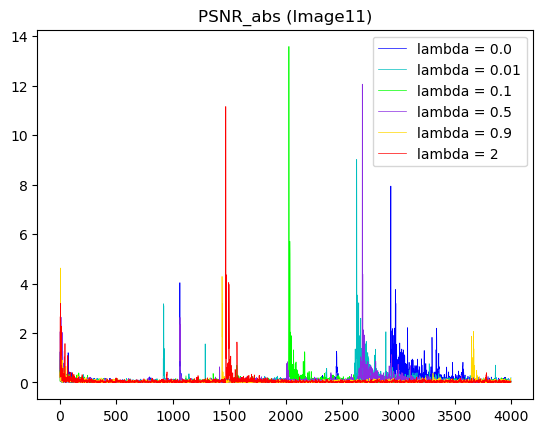 PSNR_abs (Image11)
lambda = 0.0
lambda = 0.01
lambda = 0.1
lambda = 0.5
lambda = 0.9
lambda = 2
14
12
10
8
6
4
2
0
0 500 1000 1500 2000 2500 3000 3500 4000